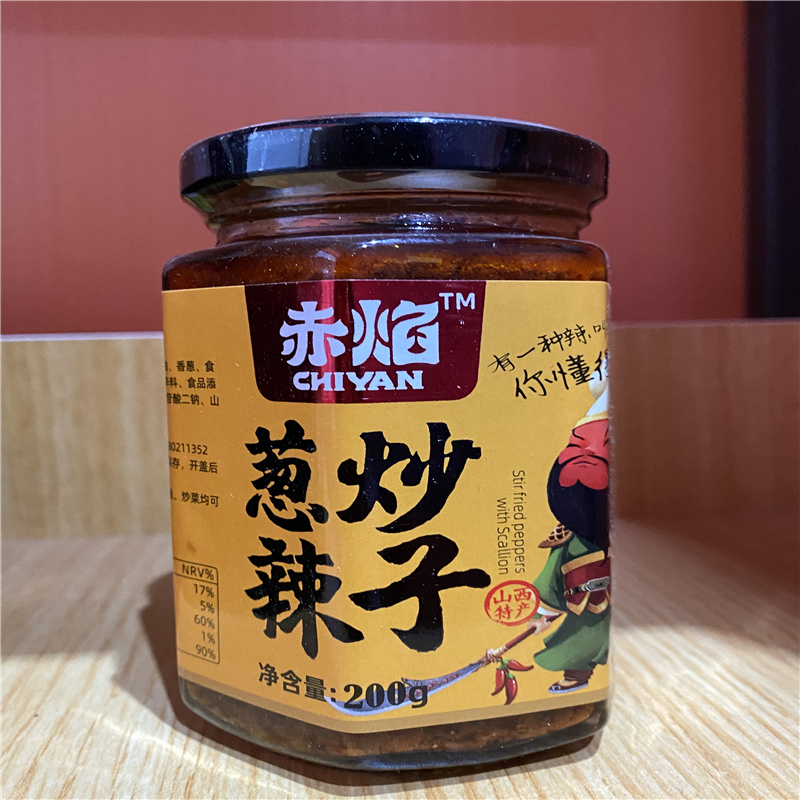 赤焰™
CHIYAN
有一种辣
你懂得
葱炒
辣子
Stir fried peppers
with Scallion
山西
特产
净含量:200g
、香葱、食
料、食品添
酸二钠、山
0211352
存，开盖后
、炒菜均可
NRV%
17%
5%
60%
1%
90%